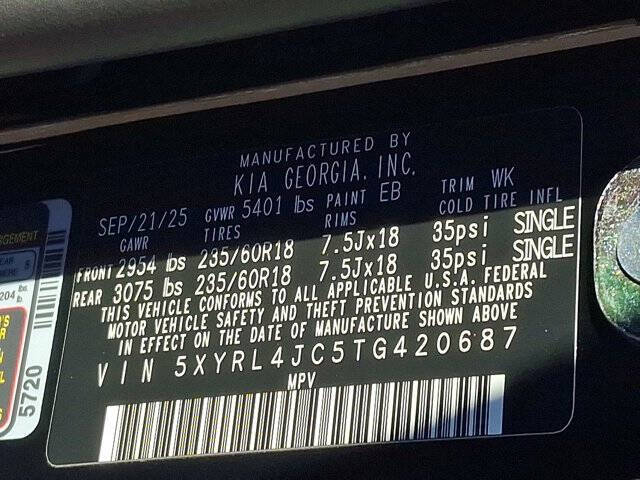 MANUFACTURED BY
KIA GEORGIA, INC.
SEP/21/25 GVWR 5401 lbs PAINT EB TRIM WK
GAWR TIRES RIMS COLD TIRE INFL
FRONT 2954 lbs 235/60R18 7.5Jx18 35psi SINGLE
REAR 3075 lbs 235/60R18 7.5Jx18 35psi SINGLE
THIS VEHICLE CONFORMS TO ALL APPLICABLE U.S.A. FEDERAL
MOTOR VEHICLE SAFETY AND THEFT PREVENTION STANDARDS
IN EFFECT ON THE DATE OF MANUFACTURE SHOWN ABOVE
VIN 5XYRL4JC5TG420687
MPV
5720